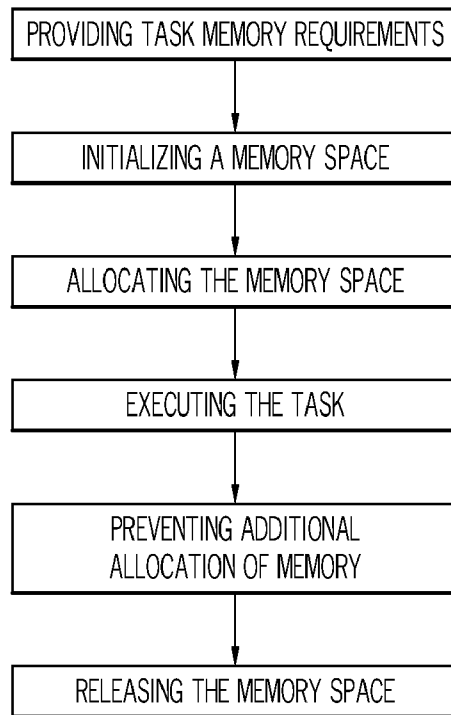 PROVIDING TASK MEMORY REQUIREMENTS
INITIALIZING A MEMORY SPACE
ALLOCATING THE MEMORY SPACE
EXECUTING THE TASK
PREVENTING ADDITIONAL
ALLOCATION OF MEMORY
RELEASING THE MEMORY SPACE